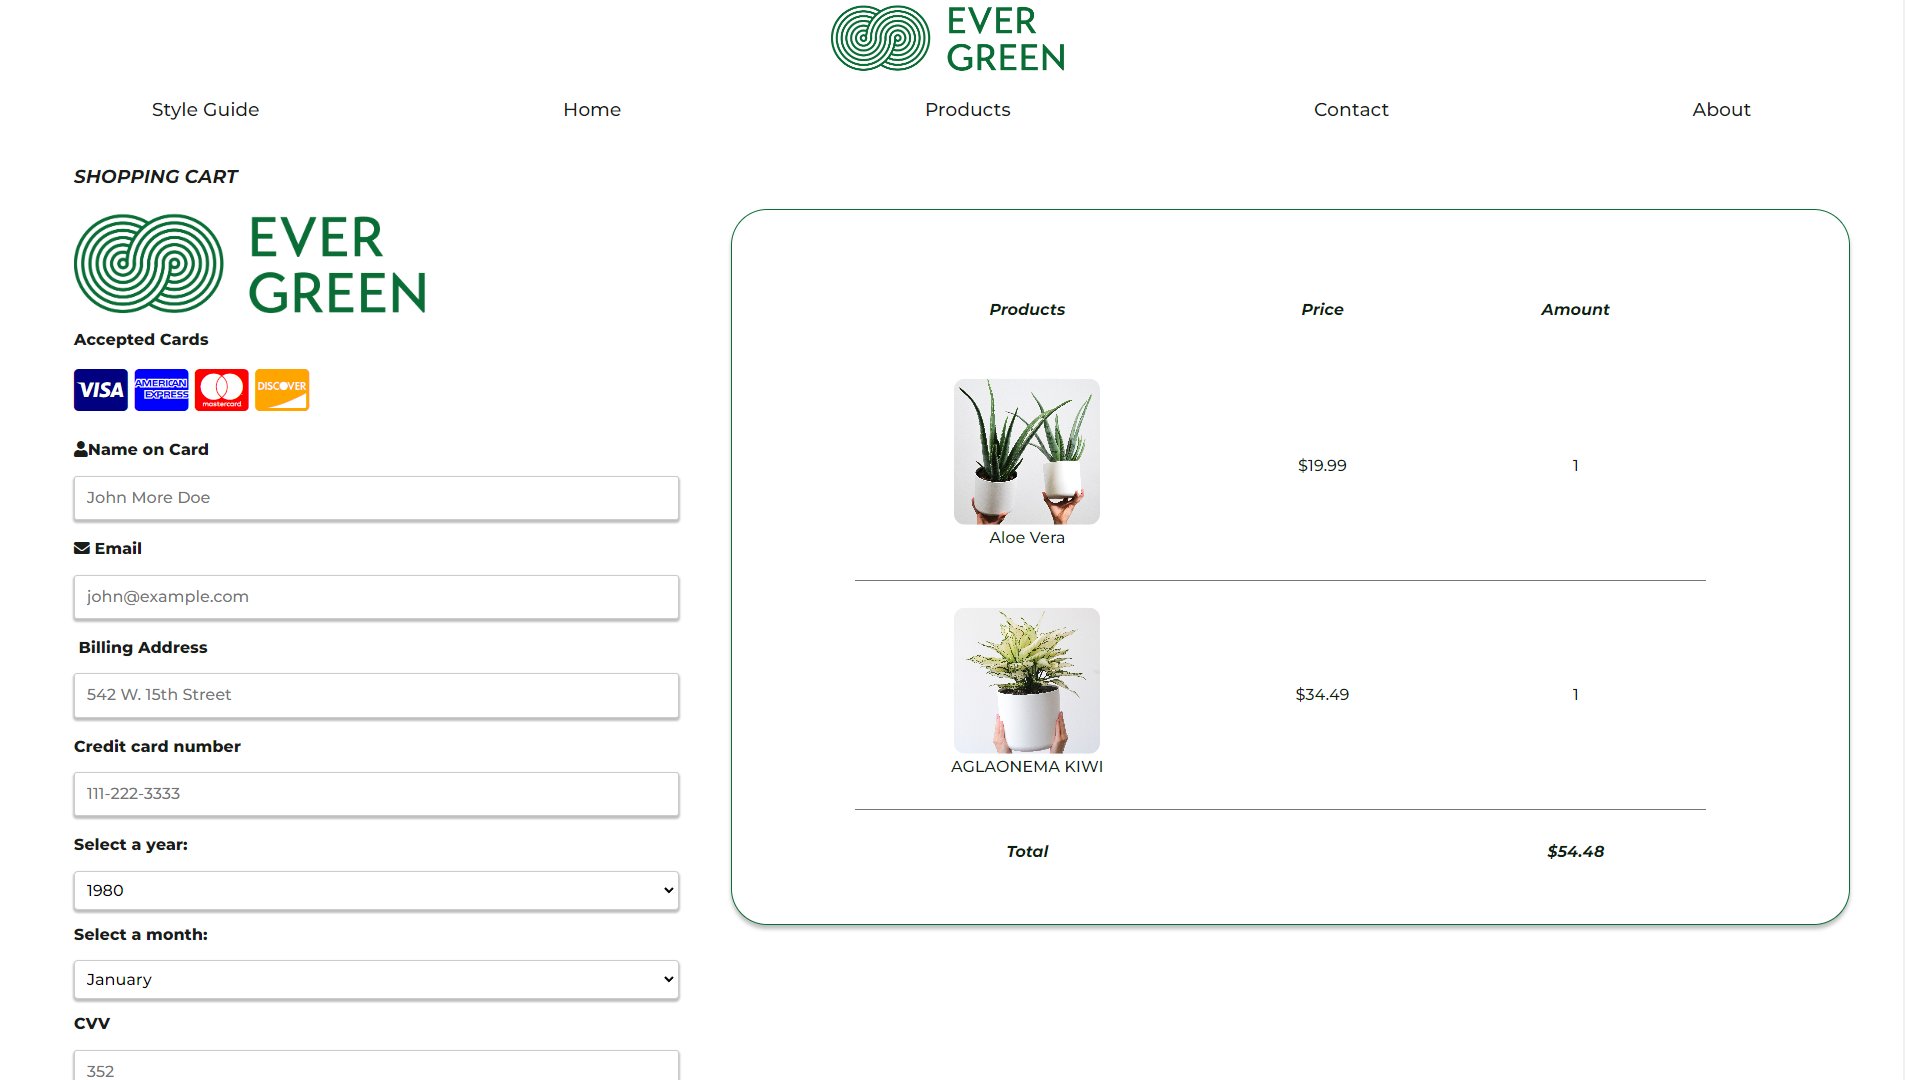 EVER
GREEN
Style Guide
Home
Products
Contact
About
SHOPPING CART
EVER
GREEN
Accepted Cards
VISA
AMERICAN
EXPRESS
mastercard
DISCOVER
Name on Card
John More Doe
Email
john@example.com
Billing Address
542 W. 15th Street
Credit card number
111-222-3333
Select a year:
1980
Select a month:
January
CVV
352
Products Price Amount
$19.99 1
Aloe Vera
$34.49 1
AGLAONEMA KIWI
Total $54.48